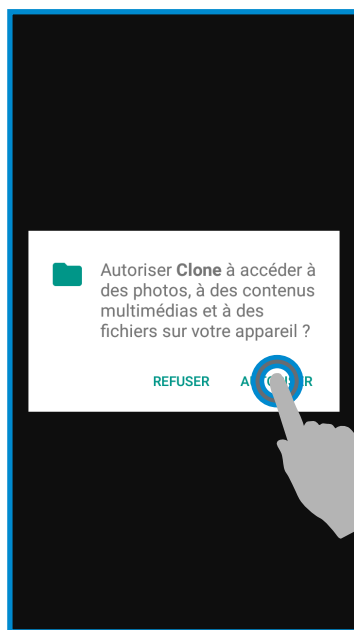 Autoriser Clone à accéder à
des photos, à des contenus
multimédias et à des
fichiers sur votre appareil ?
REFUSER